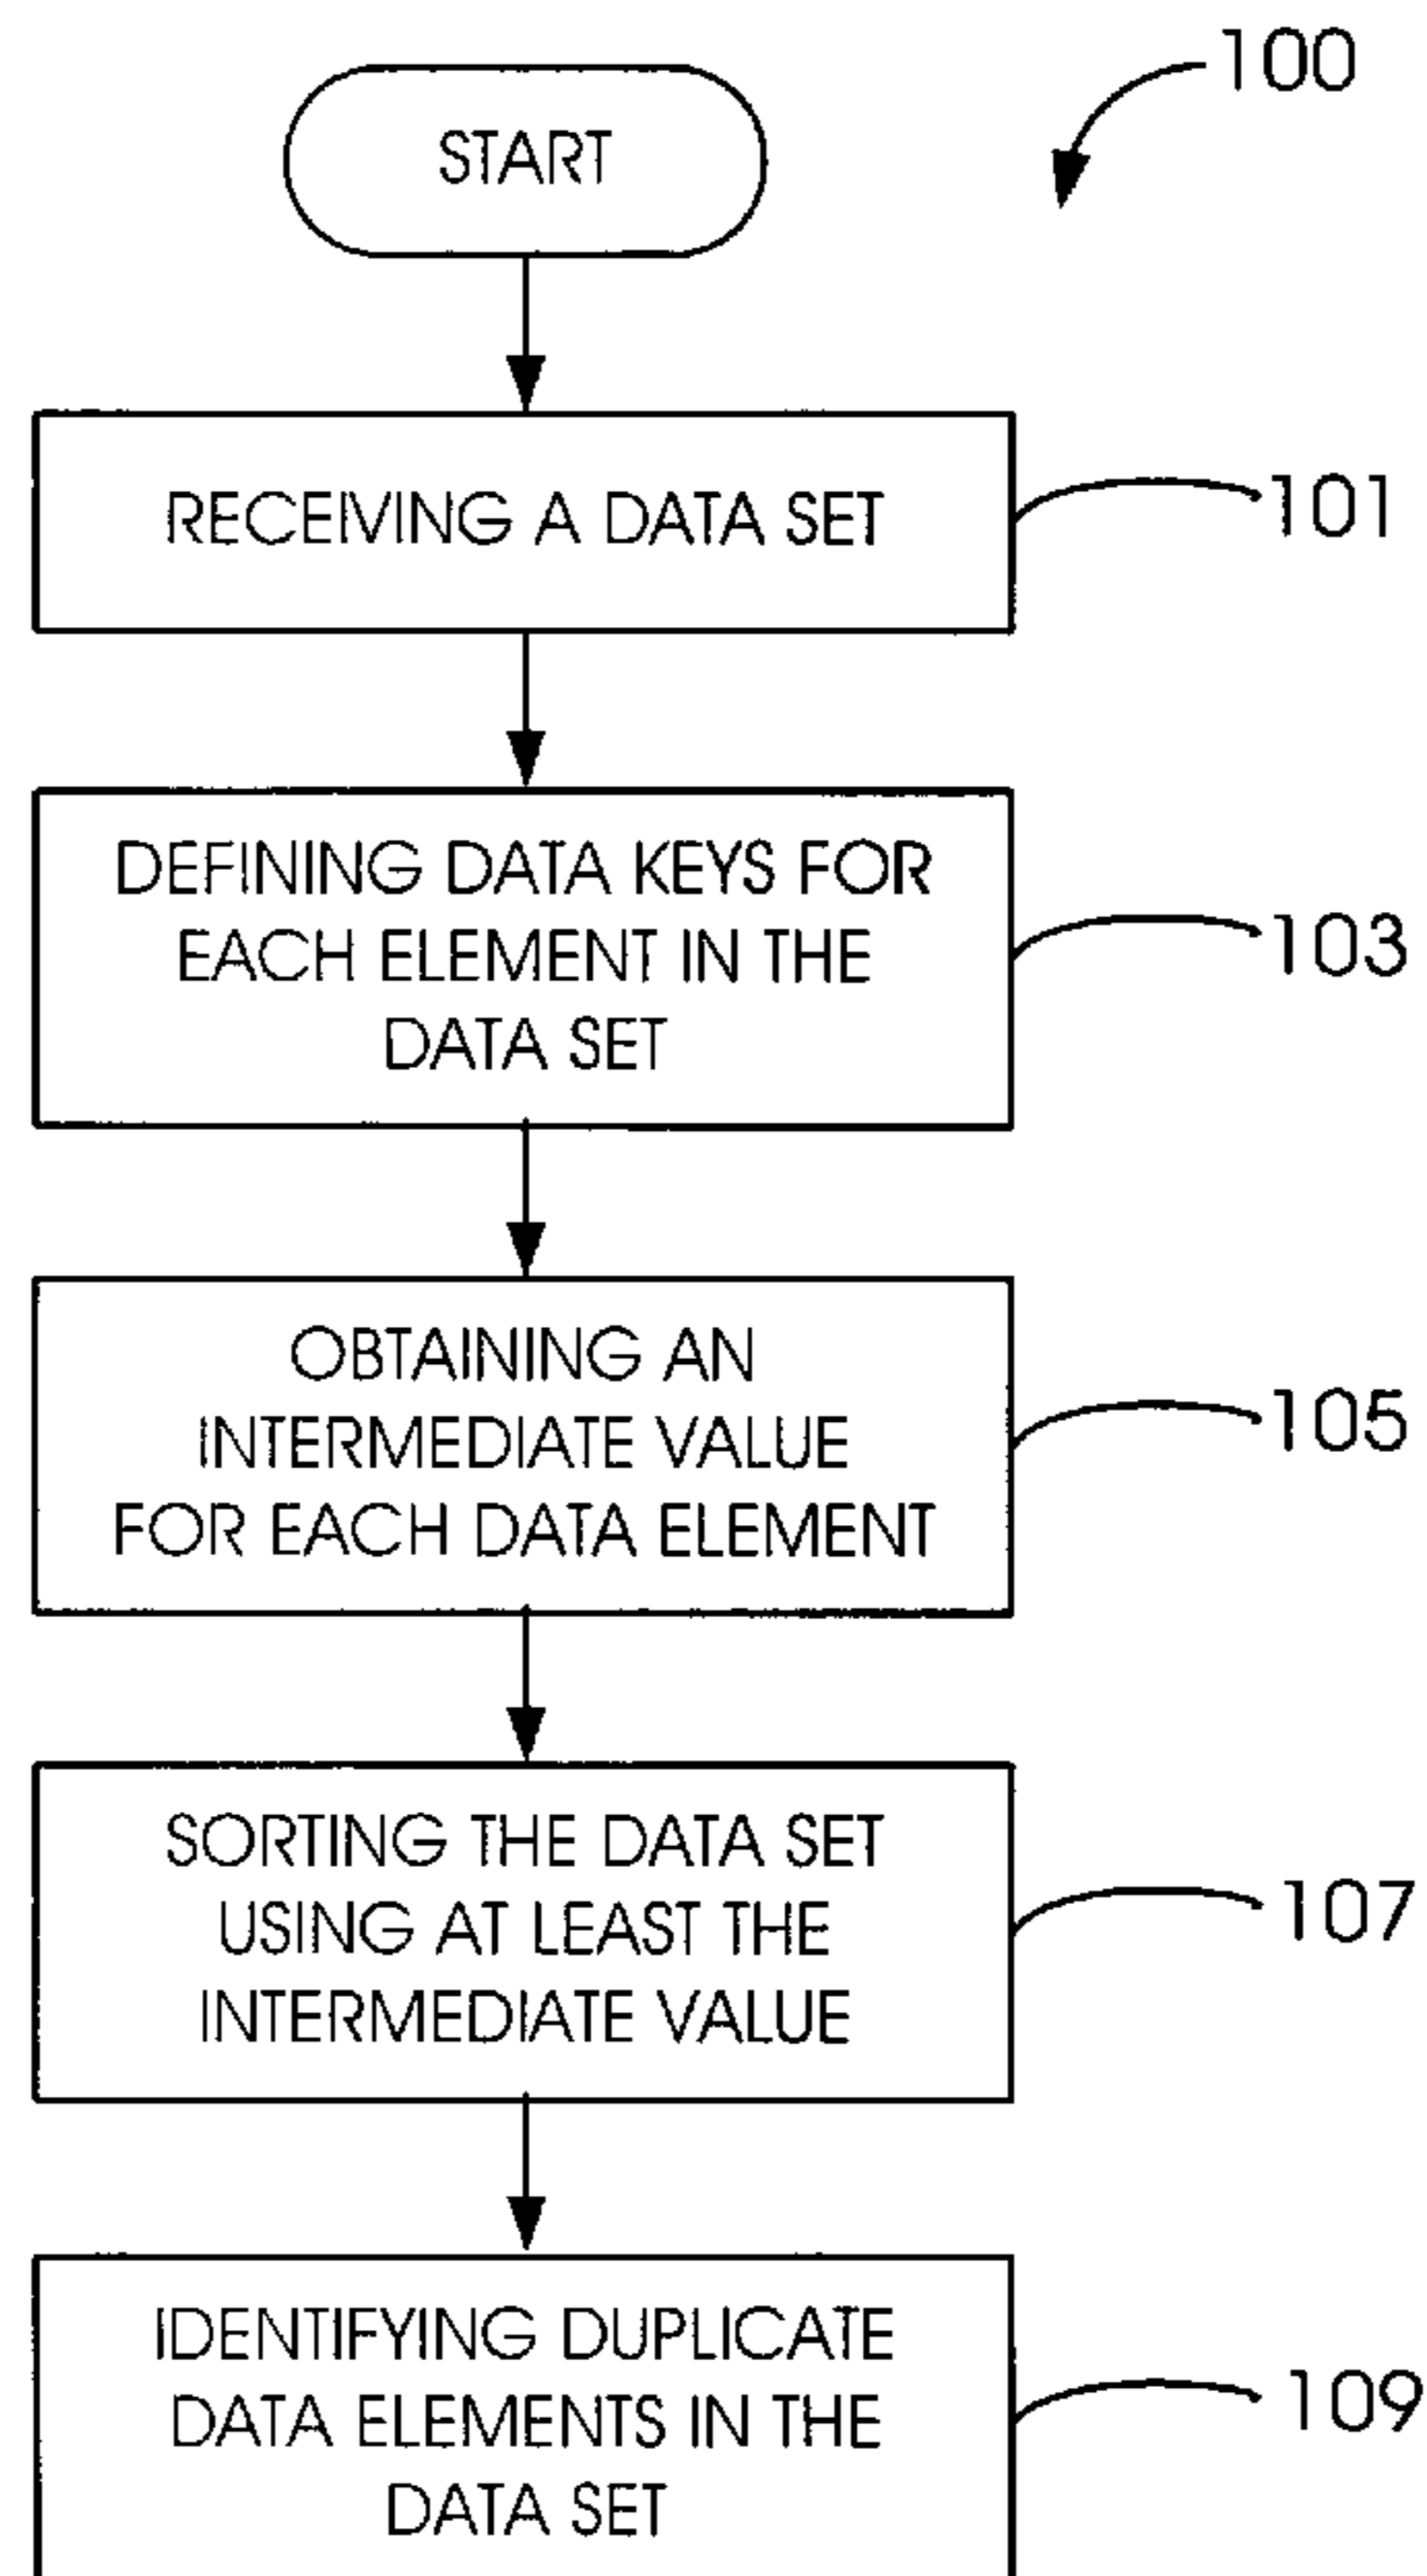 100
START
RECEIVING A DATA SET
101
DEFINING DATA KEYS FOR
EACH ELEMENT IN THE
DATA SET
103
OBTAINING AN
INTERMEDIATE VALUE
FOR EACH DATA ELEMENT
105
SORTING THE DATA SET
USING AT LEAST THE
INTERMEDIATE VALUE
107
IDENTIFYING DUPLICATE
DATA ELEMENTS IN THE
DATA SET
109